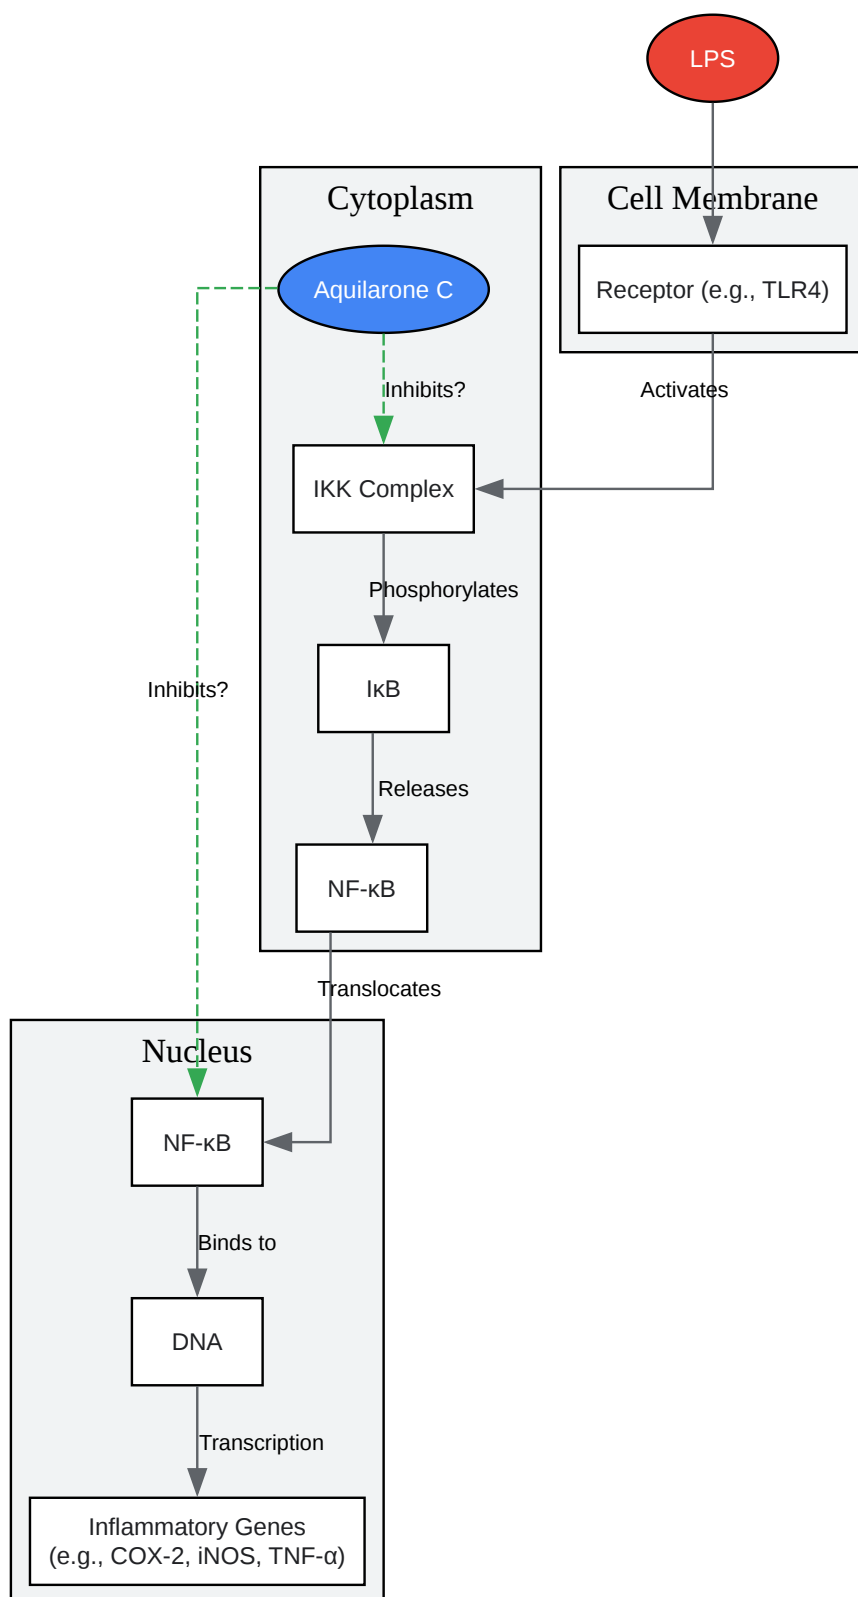 LPS
Cytoplasm
Cell Membrane
Aquilarone C
Receptor (e.g., TLR4)
Inhibits?
Activates
IKK Complex
Phosphorylates
IκB
Inhibits?
Releases
NF-κB
Translocates
Nucleus
NF-κB
Binds to
DNA
Transcription
Inflammatory Genes
(e.g., COX-2, iNOS, TNF-α)